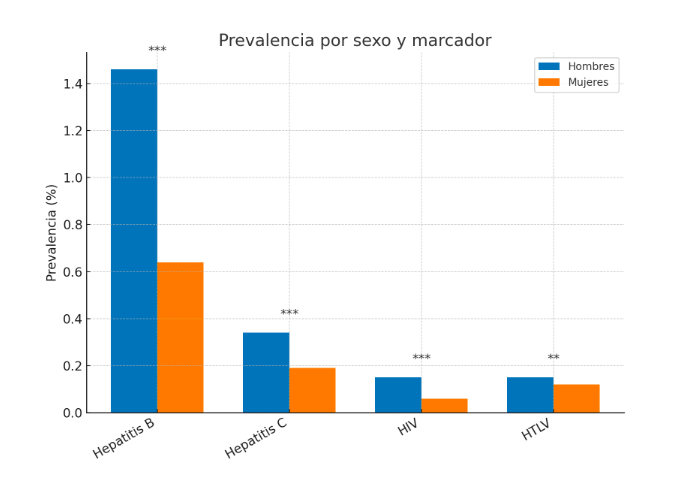 Prevalencia por sexo y marcador
***
Hombres
Mujeres
1.4
1.2
1.0
0.8
0.6
0.4
0.2
0.0
Prevalencia (%)
***
***
**
Hepatitis B
Hepatitis C
HIV
HTLV